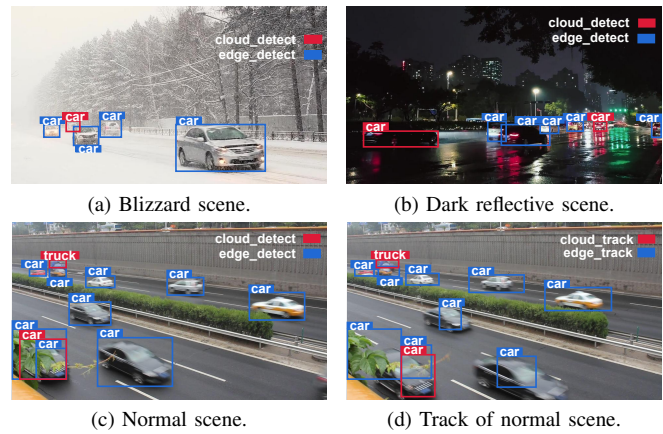 cloud_detect
edge_detect
car car car
car
car
(a) Blizzard scene.
cloud_detect
edge_detect
car
car car car car car
(b) Dark reflective scene.
cloud_detect
edge_detect
truck
car
car
car
car
car
car
car
car
car
(c) Normal scene.
cloud_track
edge_track
truck
car
car
car
car
car
car
car
car
car
(d) Track of normal scene.